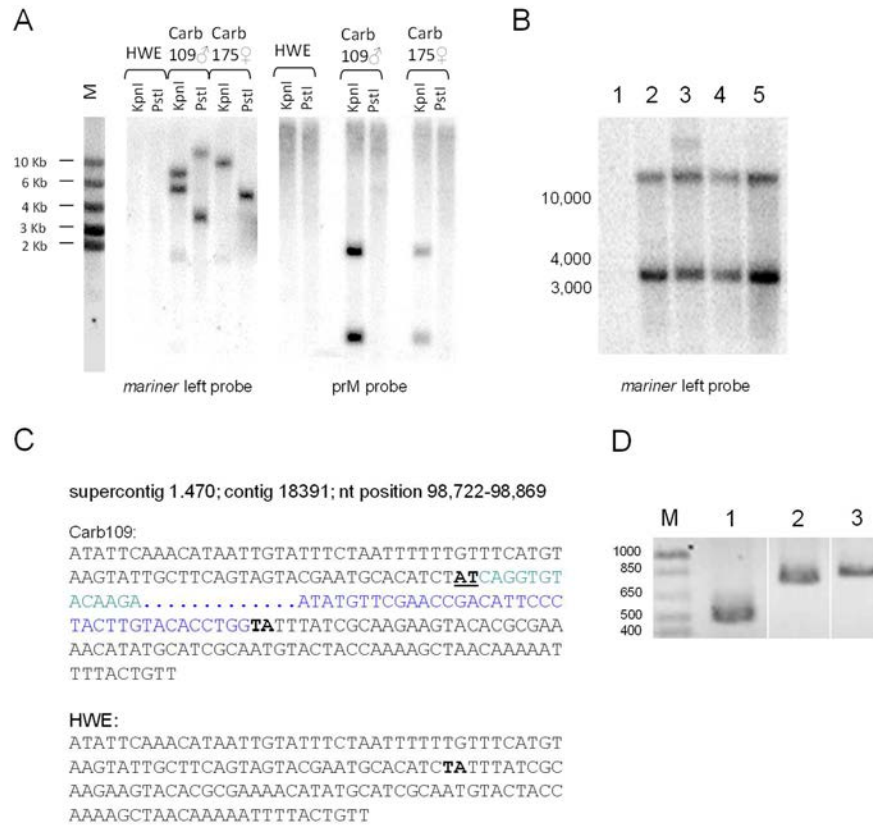 A
HWE
Carb
109♂
Carb
175♀
HWE
Carb
109♂
Carb
175♀
M
KpnI
PstI
KpnI
PstI
KpnI
PstI
KpnI
PstI
KpnI
PstI
KpnI
PstI
10 Kb
6 Kb
4 Kb
3 Kb
2 Kb
mariner left probe
prM probe
B
1 2 3 4 5
10,000
4,000
3,000
mariner left probe
C
supercontig 1.470; contig 18391; nt position 98,722-98,869
Carb109:
ATATTCAAACATAATTGTATTTCTAATTTTTTGTTTCATGT
AAGTATTGCTTCAGTAGTACGAATGCACATCTATCAGGTGT
ACAAGA.............ATATGTTCGAACCGACATTCCC
TACTTGTACACCTGGTATTTATCGCAAGAAGTACACGCGAA
AACATATGCATCGCAATGTACTACCAAAAGCTAACAAAAAT
TTTACTGTT
HWE:
ATATTCAAACATAATTGTATTTCTAATTTTTTGTTTCATGT
AAGTATTGCTTCAGTAGTACGAATGCACATCTATTTATCGC
AAGAAGTACACGCGAAAACATATGCATCGCAATGTACTACC
AAAAGCTAACAAAAATTTTACTGTT
D
M 1 2 3
1000
850
650
500
400